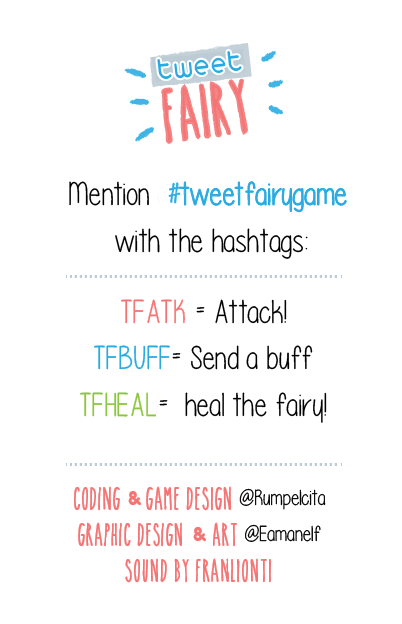 tweet
FAIRY
Mention #tweetfairygame
with the hashtags:
TFATK = Attack!
TFBUFF= Send a buff
TFHEAL= heal the fairy!
CODING & GAME DESIGN @Rumpelcita
GRAPHIC DESIGN & ART @Eamanelf
SOUND BY FRANLIONTI